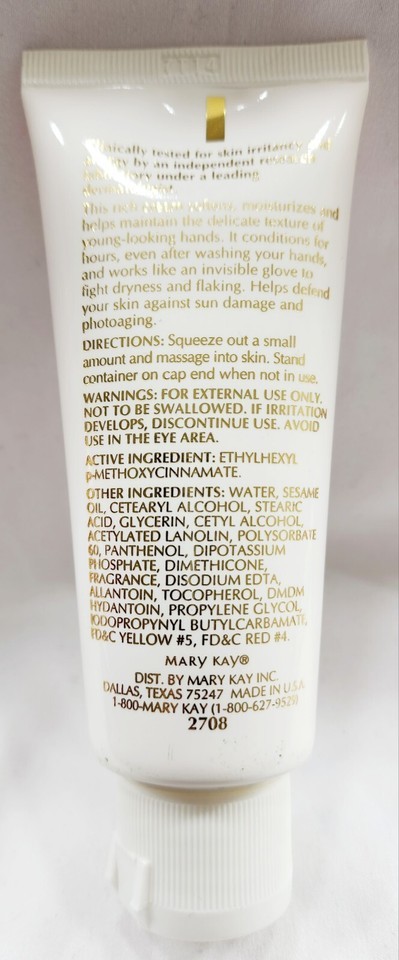 tested for skin irritancy and
by an independent
under a leading
This moisturizes and
helps maintain the delicate texture of
young-looking hands. It conditions for
hours, even after washing your hands,
and works like an invisible glove to
fight dryness and flaking. Helps defend
your skin against sun damage and
photoaging.
DIRECTIONS: Squeeze out a small
amount and massage into skin. Stand
container on cap end when not in use.
WARNINGS: FOR EXTERNAL USE ONLY.
NOT TO BE SWALLOWED. IF IRRITATION
DEVELOPS, DISCONTINUE USE. AVOID
USE IN THE EYE AREA.
ACTIVE INGREDIENT: ETHYLHEXYL
p-METHOXYCINNAMATE.
OTHER INGREDIENTS: WATER, SESAME
OIL, CETEARYL ALCOHOL, STEARIC
ACID, GLYCERIN, CETYL ALCOHOL,
ACETYLATED LANOLIN, POLYSORBATE
60, PANTHENOL, DIPOTASSIUM
PHOSPHATE, DIMETHICONE,
FRAGRANCE, DISODIUM EDTA,
ALLANTOIN, TOCOPHEROL, DMDM
HYDANTOIN, PROPYLENE GLYCOL,
IODOPROPYNYL BUTYLCARBAMATE,
FD&C YELLOW #5, FD&C RED #4.
MARY KAY®
DIST. BY MARY KAY INC.
DALLAS, TEXAS 75247 MADE IN U.S.A.
1-800-MARY KAY (1-800-627-9529)
2708